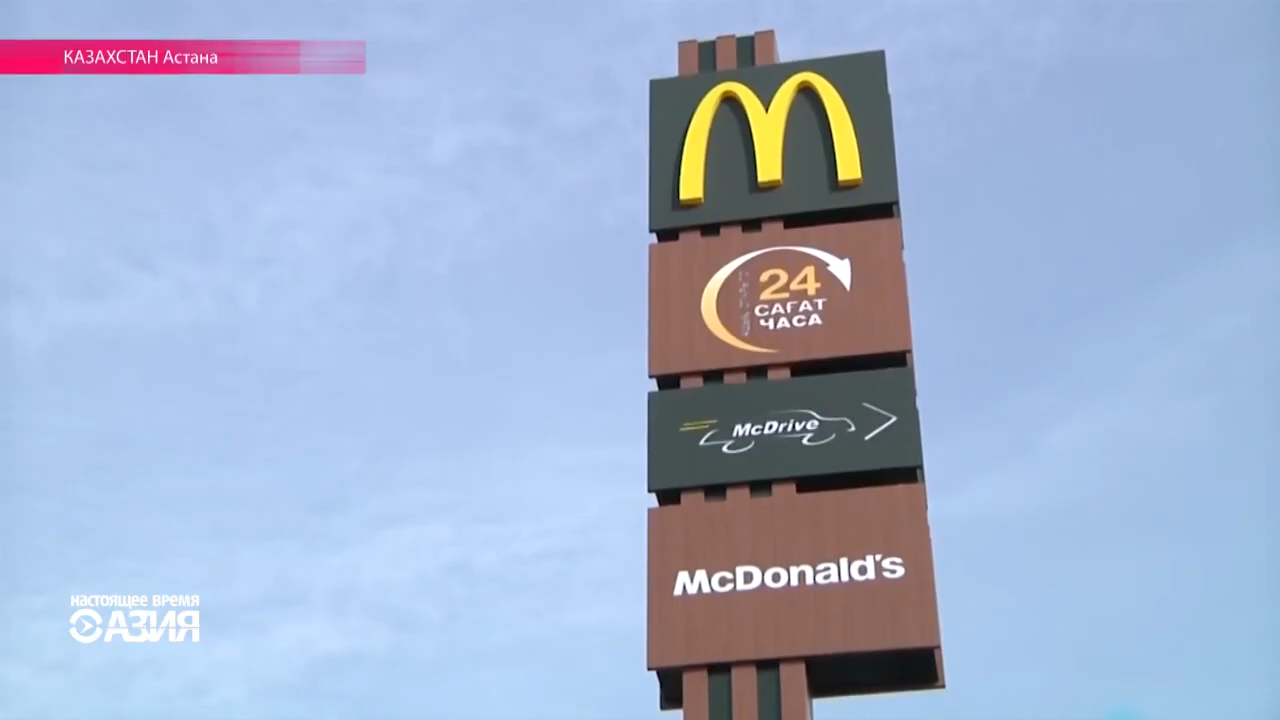 КАЗАХСТАН Астана
24
САҒАТ
ЧАСА
McDrive
McDonald's
НАСТОЯЩЕЕ ВРЕМЯ
АЗИЯ